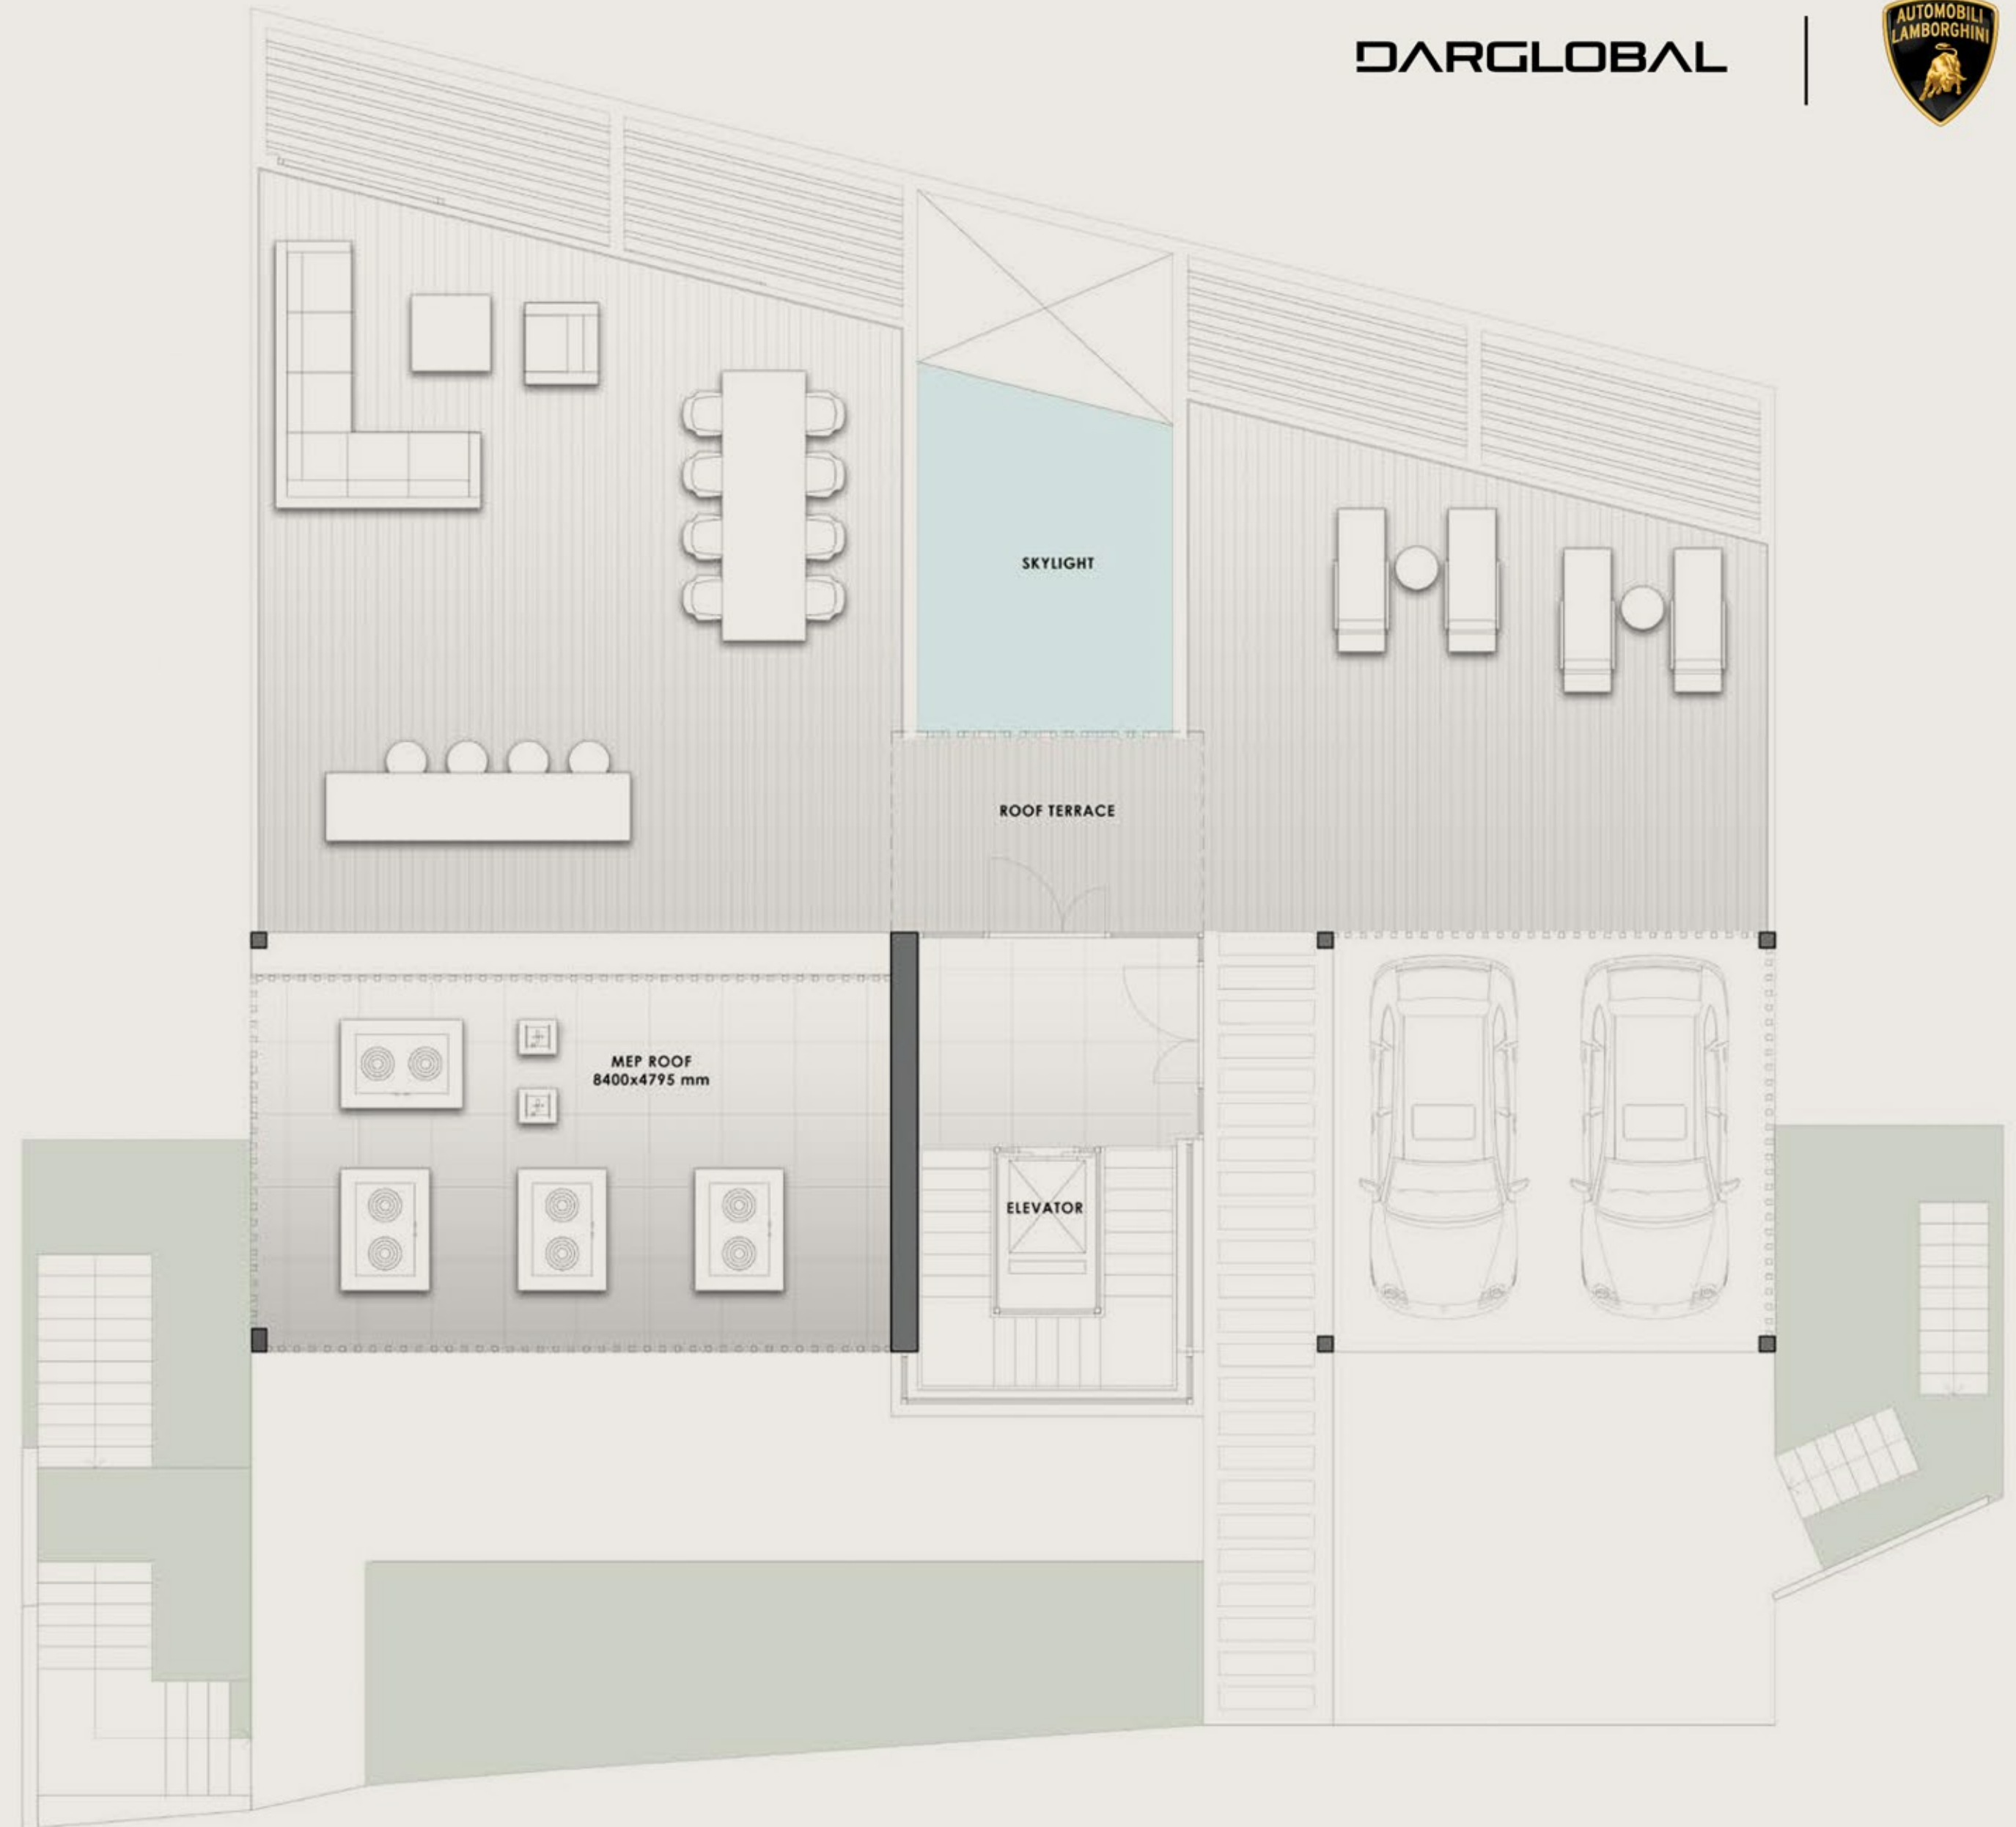 DARGLOBAL
AUTOMOBILI
LAMBORGHINI
SKYLIGHT
ROOF TERRACE
MEP ROOF
8400x4795 mm
ELEVATOR